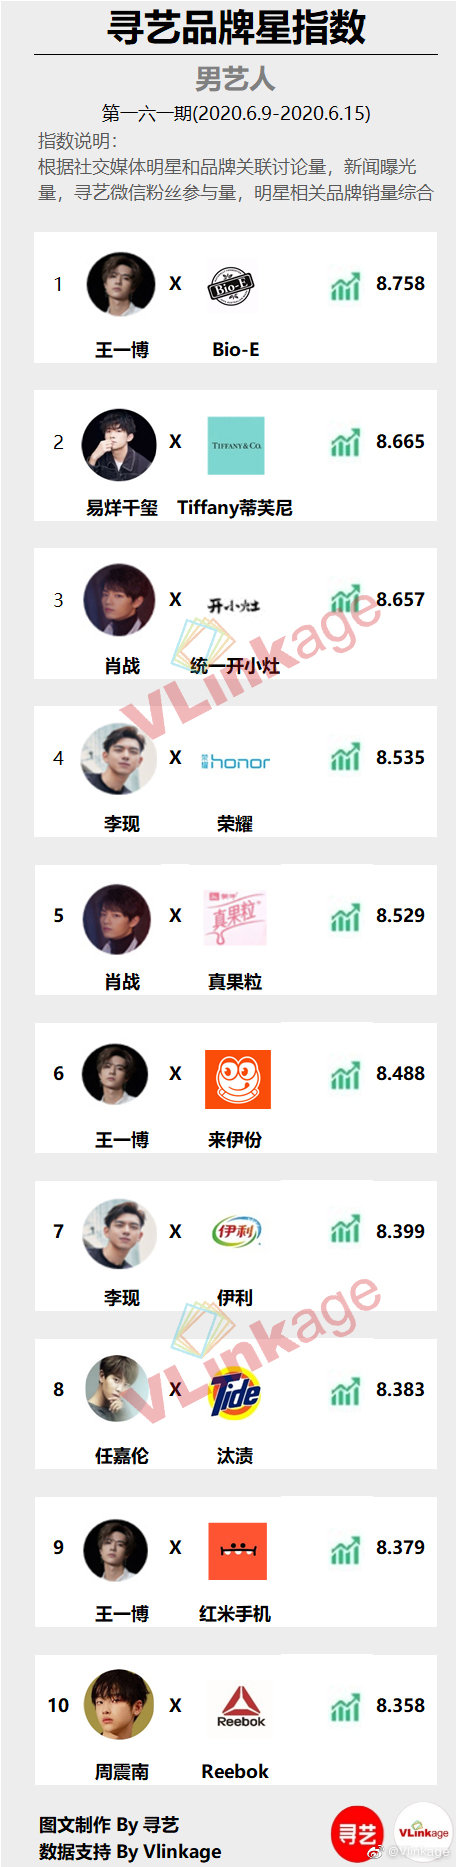 寻艺品牌星指数
男艺人
第一六一期(2020.6.9-2020.6.15)
指数说明：
根据社交媒体明星和品牌关联讨论量，新闻曝光
量，寻艺微信粉丝参与量，明星相关品牌销量综合
1 X Bio-E 8.758
王一博 Bio-E
2 X TIFFANY & CO. 8.665
易烊千玺 Tiffany蒂芙尼
3 X 开小灶 8.657
肖战 统一开小灶
VLinkage
4 X 荣耀 honor 8.535
李现 荣耀
5 X 真果粒 8.529
肖战 真果粒
6 X 8.488
王一博 来伊份
7 X 伊利 8.399
李现 伊利
VLinkage
8 X Tide 8.383
任嘉伦 汰渍
9 X 8.379
王一博 红米手机
10 X Reebok 8.358
周震南 Reebok
图文制作 By 寻艺
数据支持 By Vlinkage
寻艺 VLinkage
@Vlinkage